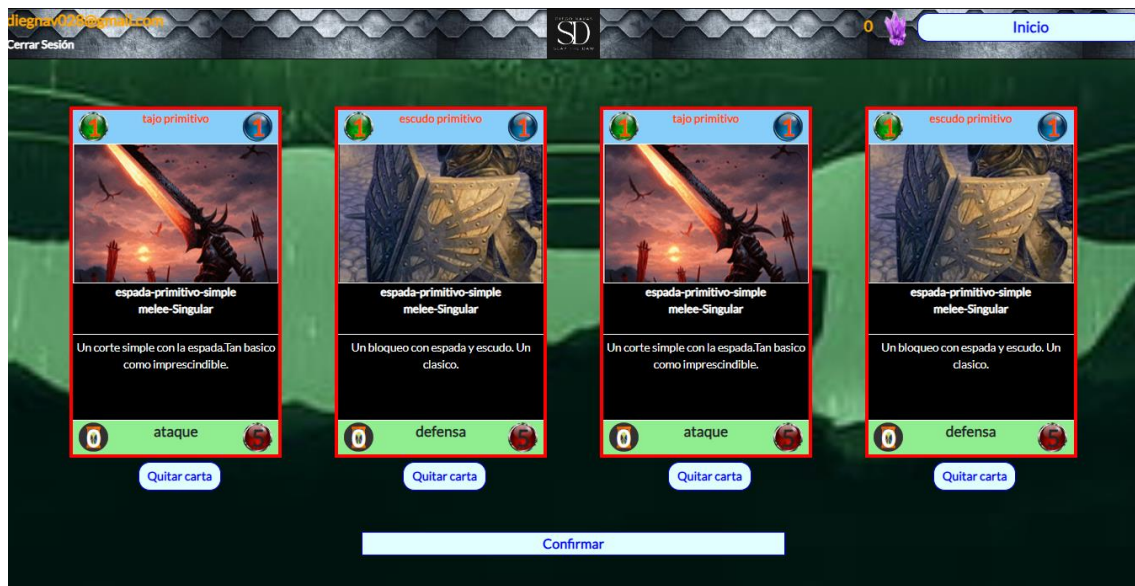 diegnav028@gmail.com
Cerrar Sesión
DIEGO NAVAS
SD
0
Inicio
1
tajo primitivo
1
espada-primitivo-simple
melee-Singular
Un corte simple con la espada.Tan basico
como imprescindible.
0
ataque
5
Quitar carta
1
escudo primitivo
1
espada-primitivo-simple
melee-Singular
Un bloqueo con espada y escudo. Un
clasico.
0
defensa
5
Quitar carta
1
tajo primitivo
1
espada-primitivo-simple
melee-Singular
Un corte simple con la espada.Tan basico
como imprescindible.
0
ataque
5
Quitar carta
1
escudo primitivo
1
espada-primitivo-simple
melee-Singular
Un bloqueo con espada y escudo. Un
clasico.
0
defensa
5
Quitar carta
Confirmar